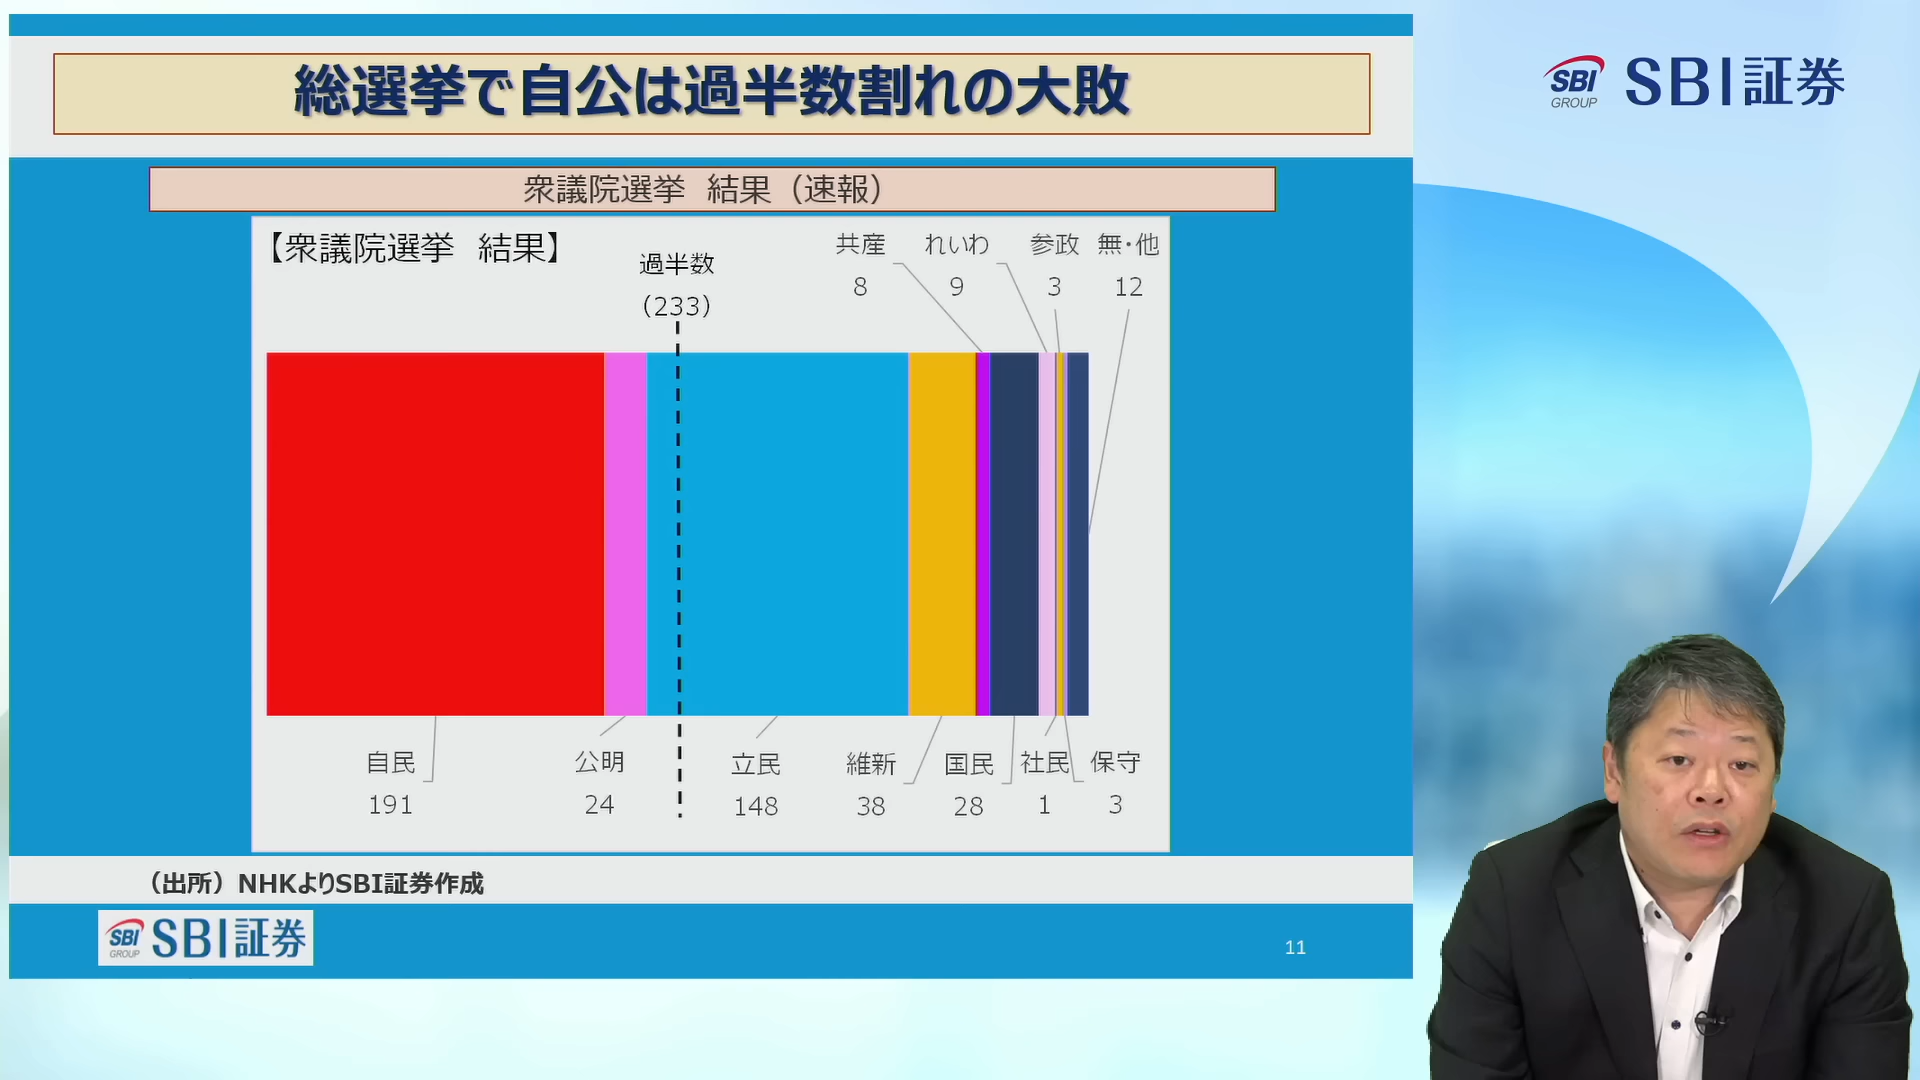 総選挙で自公は過半数割れの大敗
SBI GROUP SBI証券
衆議院選挙 結果（速報）
【衆議院選挙 結果】
過半数
（233）
共産 れいわ 参政 無・他
8 9 3 12
自民 公明 立民 維新 国民 社民 保守
191 24 148 38 28 1 3
（出所）NHKよりSBI証券作成
SBI GROUP SBI証券
11